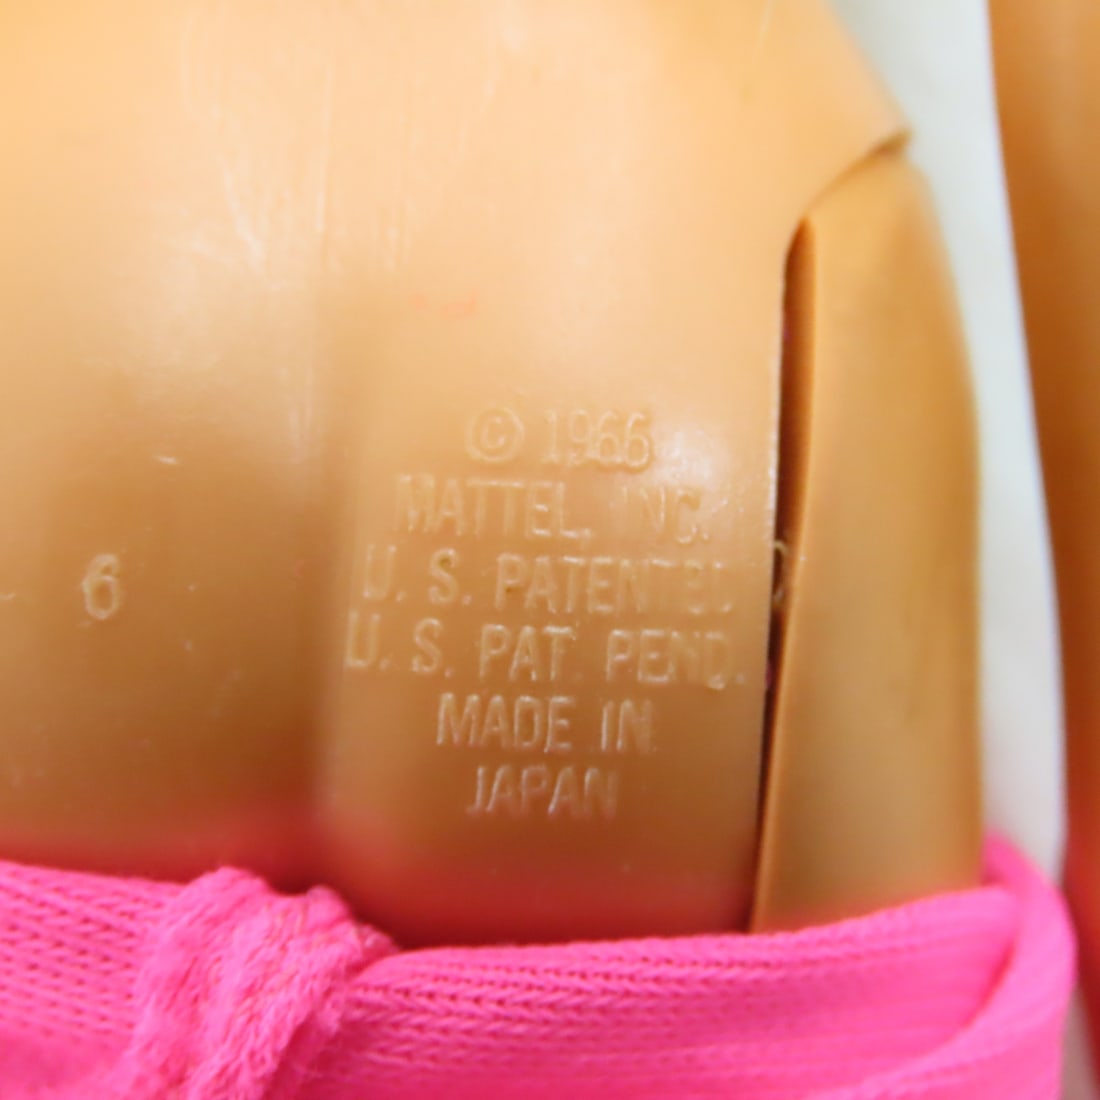 © 1966
MATTEL, INC.
U. S. PATENTED
U. S. PAT. PEND.
MADE IN
JAPAN
6